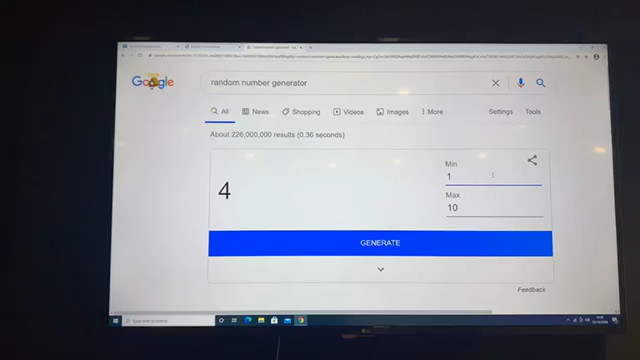 Google
random number generator
All News Shopping Videos Images More Settings Tools
About 226,000,000 results (0.36 seconds)
4
Min
1
Max
10
GENERATE
Feedback
LG